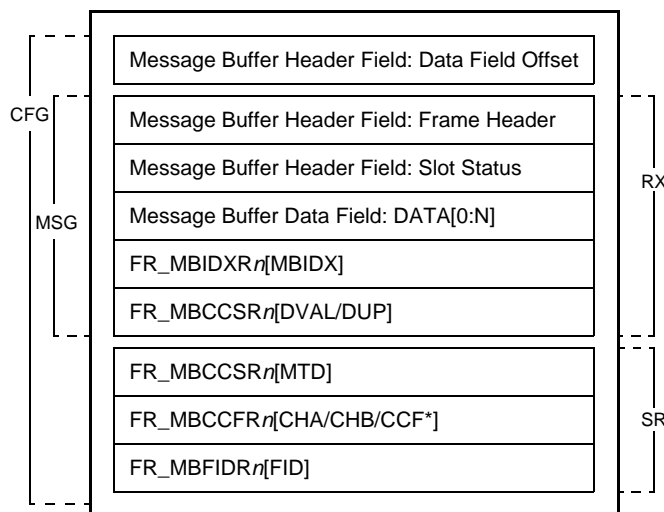 Message Buffer Header Field: Data Field Offset
CFG
Message Buffer Header Field: Frame Header
Message Buffer Header Field: Slot Status
RX
Message Buffer Data Field: DATA[0:N]
MSG
FR_MBIDXRn[MBIDX]
FR_MBCCSRn[DVAL/DUP]
FR_MBCCSRn[MTD]
FR_MBCCFRn[CHA/CHB/CCF*]
SR
FR_MBFIDRn[FID]